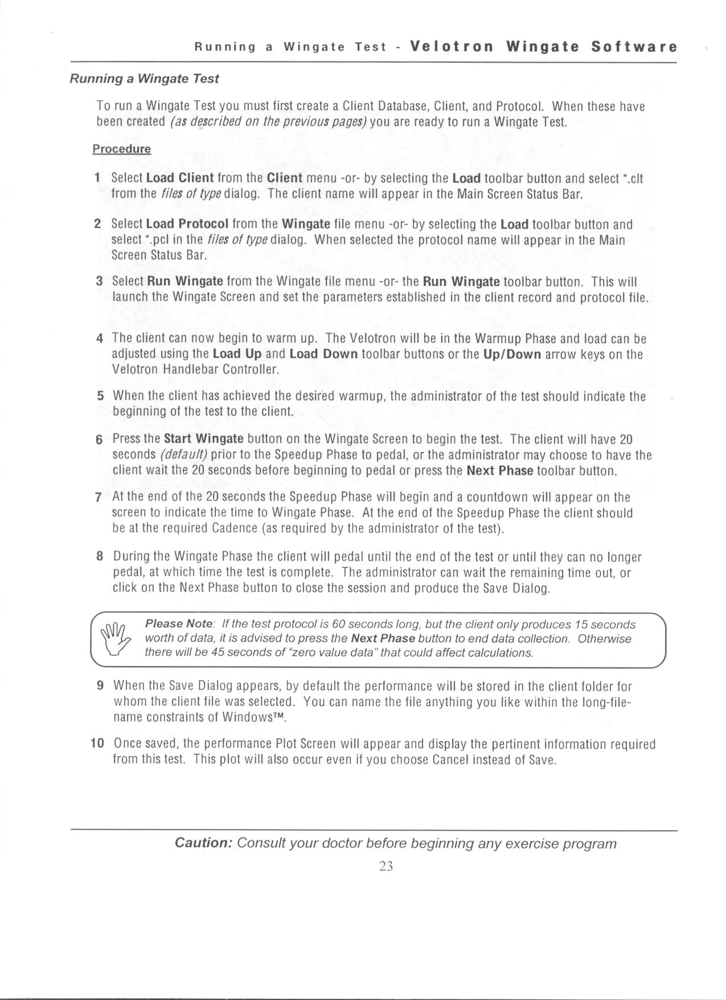 Running a Wingate Test - Velotron Wingate Software
Running a Wingate Test
To run a Wingate Test you must first create a Client Database, Client, and Protocol. When these have
been created (as described on the previous pages) you are ready to run a Wingate Test.
Procedure
1 Select Load Client from the Client menu -or- by selecting the Load toolbar button and select *.clt
from the files of type dialog. The client name will appear in the Main Screen Status Bar.
2 Select Load Protocol from the Wingate file menu -or- by selecting the Load toolbar button and
select *.pcl in the files of type dialog. When selected the protocol name will appear in the Main
Screen Status Bar.
3 Select Run Wingate from the Wingate file menu -or- the Run Wingate toolbar button. This will
launch the Wingate Screen and set the parameters established in the client record and protocol file.
4 The client can now begin to warm up. The Velotron will be in the Warmup Phase and load can be
adjusted using the Load Up and Load Down toolbar buttons or the Up/Down arrow keys on the
Velotron Handlebar Controller.
5 When the client has achieved the desired warmup, the administrator of the test should indicate the
beginning of the test to the client.
6 Press the Start Wingate button on the Wingate Screen to begin the test. The client will have 20
seconds (default) prior to the Speedup Phase to pedal, or the administrator may choose to have the
client wait the 20 seconds before beginning to pedal or press the Next Phase toolbar button.
7 At the end of the 20 seconds the Speedup Phase will begin and a countdown will appear on the
screen to indicate the time to Wingate Phase. At the end of the Speedup Phase the client should
be at the required Cadence (as required by the administrator of the test).
8 During the Wingate Phase the client will pedal until the end of the test or until they can no longer
pedal, at which time the test is complete. The administrator can wait the remaining time out, or
click on the Next Phase button to close the session and produce the Save Dialog.
Please Note: If the test protocol is 60 seconds long, but the client only produces 15 seconds
worth of data, it is advised to press the Next Phase button to end data collection. Otherwise
there will be 45 seconds of "zero value data" that could affect calculations.
9 When the Save Dialog appears, by default the performance will be stored in the client folder for
whom the client file was selected. You can name the file anything you like within the long-file-
name constraints of Windows™.
10 Once saved, the performance Plot Screen will appear and display the pertinent information required
from this test. This plot will also occur even if you choose Cancel instead of Save.
Caution: Consult your doctor before beginning any exercise program
23